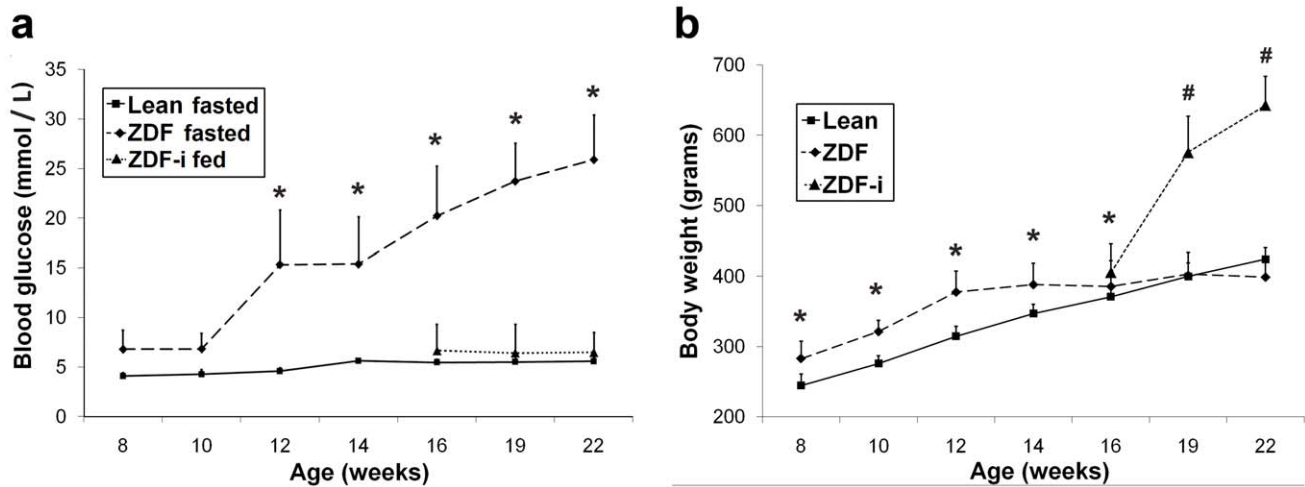 a
35
30
25
20
15
10
5
0
Blood glucose (mmol / L)
Lean fasted
ZDF fasted
ZDF-i fed
* * * * *
8 10 12 14 16 19 22
Age (weeks)
b
700
600
500
400
300
200
Body weight (grams)
Lean
ZDF
ZDF-i
* * * * * # #
8 10 12 14 16 19 22
Age (weeks)